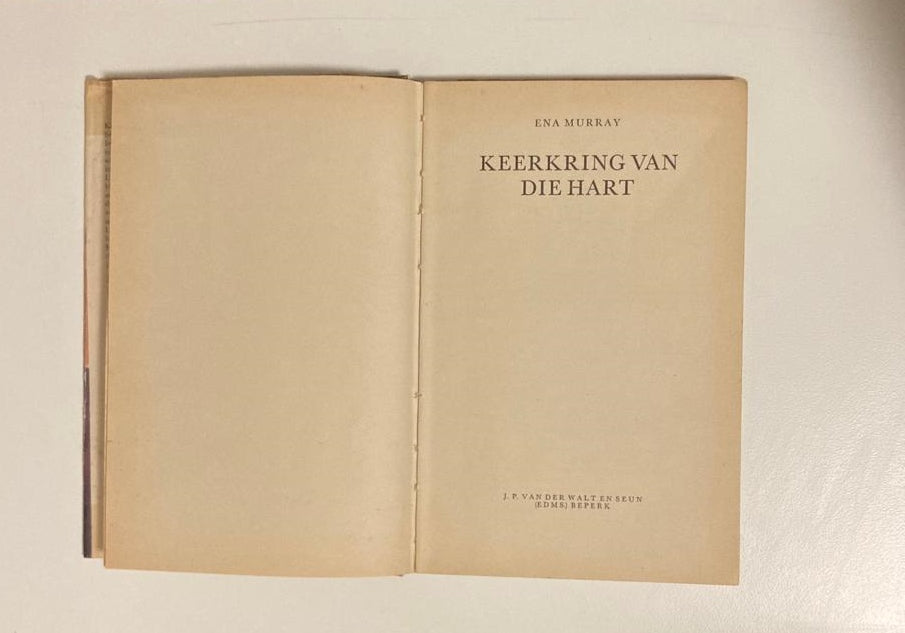 ENA MURRAY
KEERKRING VAN
DIE HART
J. P. VAN DER WALT EN SEUN
(EDMS) BEPERK